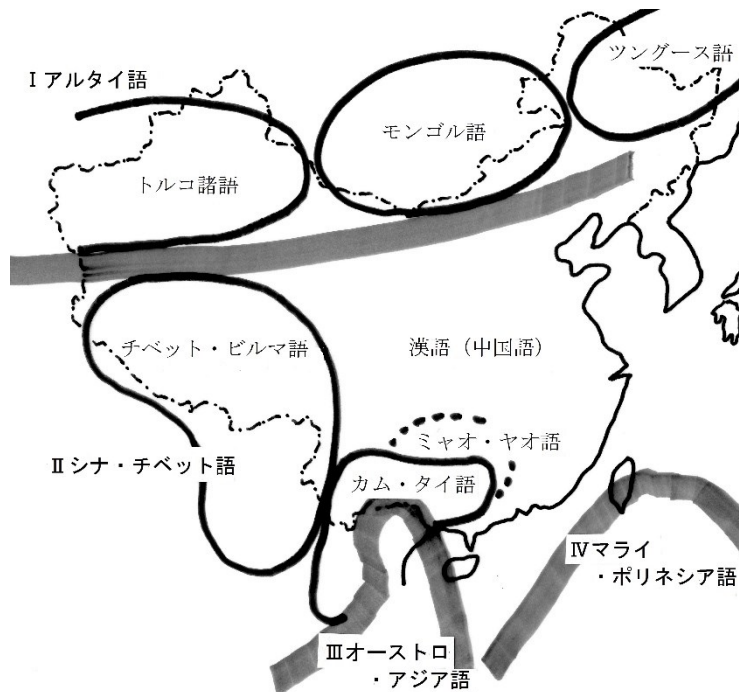 ツングース語
Ⅰアルタイ語
モンゴル語
トルコ諸語
チベット・ビルマ語
漢語（中国語）
ミャオ・ヤオ語
Ⅱシナ・チベット語
カム・タイ語
Ⅳマライ
・ポリネシア語
Ⅲオーストロ
・アジア語